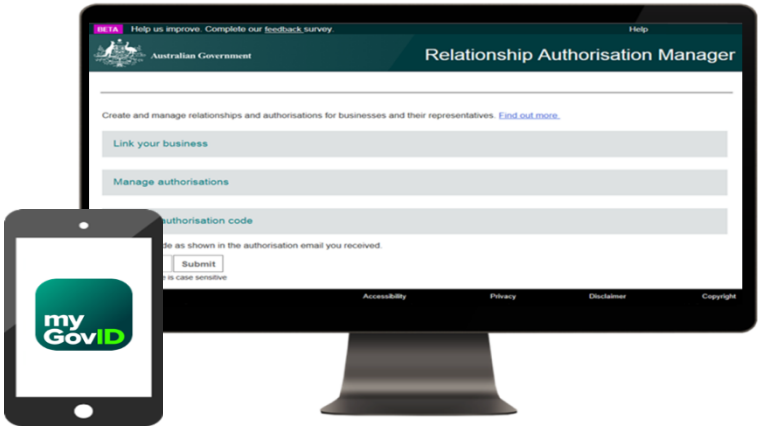 BETA Help us improve. Complete our feedback survey. Help
Australian Government
Relationship Authorisation Manager
Create and manage relationships and authorisations for businesses and their representatives. Find out more.
Link your business
Manage authorisations
authorisation code
as shown in the authorisation email you received.
Submit
is case sensitive
Accessibility Privacy Disclaimer Copyright
my
GovID